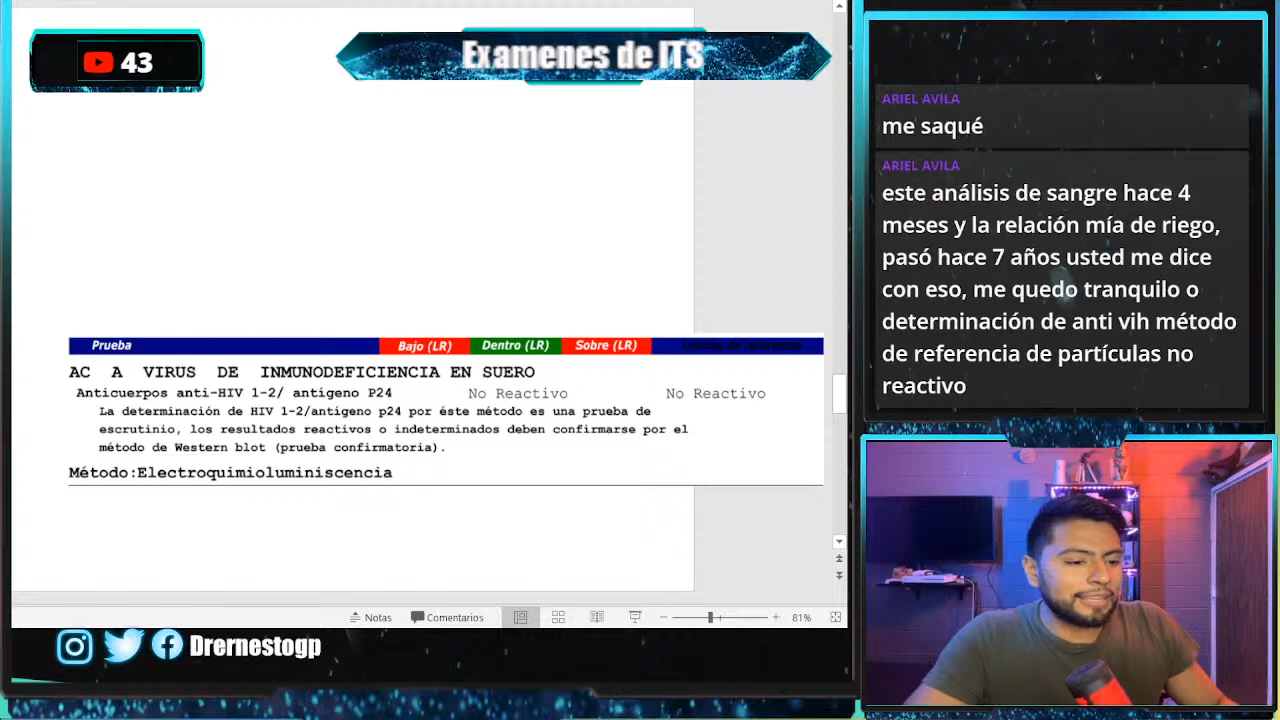 43
Examenes de ITS
Prueba
Bajo (LR)
Dentro (LR)
Sobre (LR)
AC A VIRUS DE INMUNODEFICIENCIA EN SUERO
Anticuerpos anti-HIV 1-2/ antígeno P24
No Reactivo
No Reactivo
La determinación de HIV 1-2/antígeno p24 por éste método es una prueba de
escrutinio, los resultados reactivos o indeterminados deben confirmarse por el
método de Western blot (prueba confirmatoria).
Método:Electroquimioluminiscencia
Notas
Comentarios
81%
Drernestogp
ARIEL AVILA
me saqué
ARIEL AVILA
este análisis de sangre hace 4
meses y la relación mía de riego,
pasó hace 7 años usted me dice
con eso, me quedo tranquilo o
determinación de anti vih método
de referencia de partículas no
reactivo